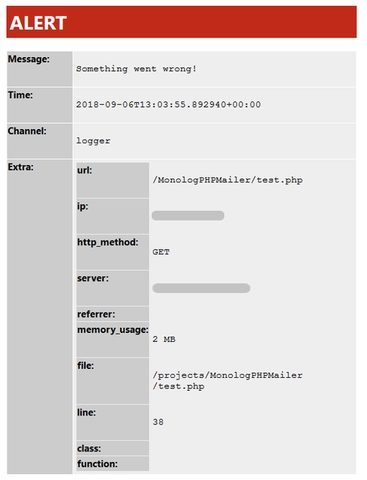 ALERT
Message:
Something went wrong!
Time:
2018-09-06T13:03:55.892940+00:00
Channel:
logger
Extra:
url:
/MonologPHPMailer/test.php
ip:
http_method:
GET
server:
referrer:
memory_usage:
2 MB
file:
/projects/MonologPHPMailer
/test.php
line:
38
class:
function: